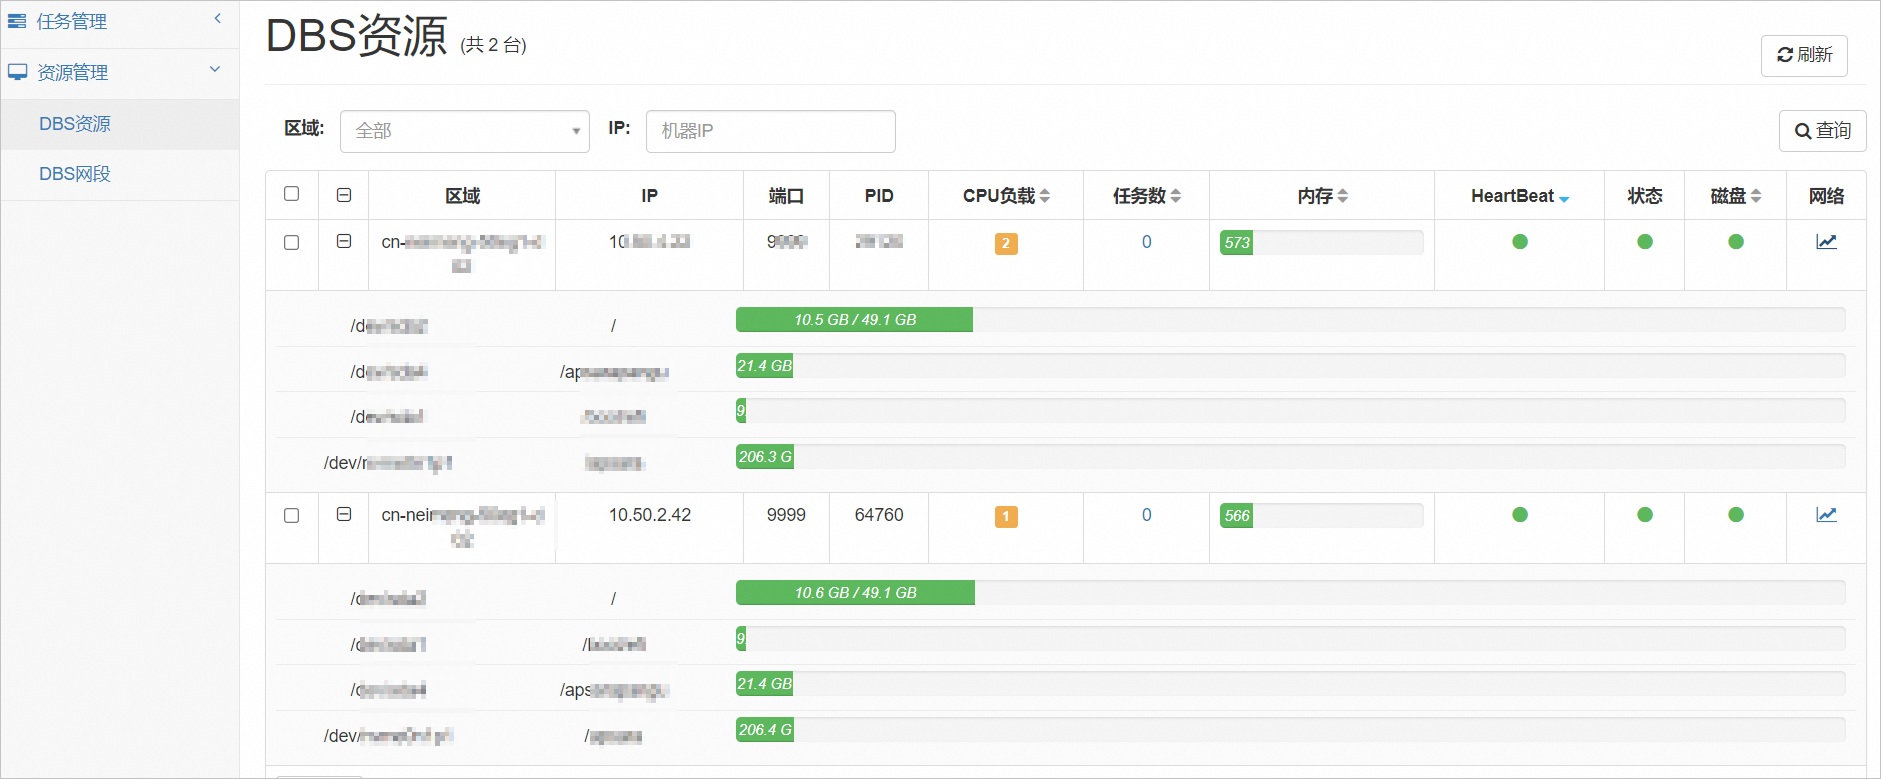 任务管理
资源管理
DBS资源
DBS网段
DBS资源 (共 2 台)
刷新
区域: 全部 IP: 机器IP
查询
区域 IP 端口 PID CPU负载 任务数 内存 HeartBeat 状态 磁盘 网络
2 0 573
/ 10.5 GB / 49.1 GB
21.4 GB
9
206.3 G
10.50.2.42 9999 64760 1 0 566
/ 10.6 GB / 49.1 GB
9
21.4 GB
206.4 G